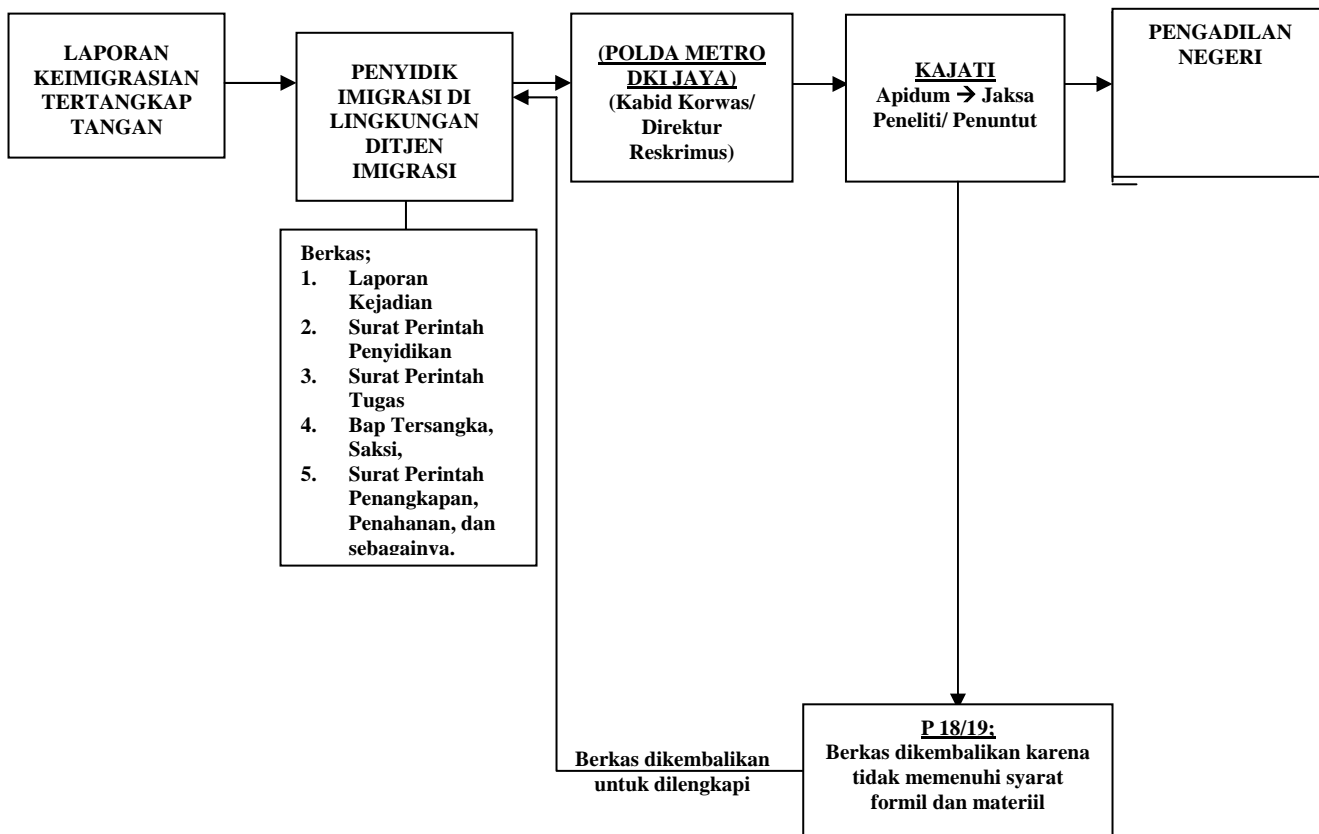 LAPORAN
KEIMIGRASIAN
TERTANGKAP
TANGAN
PENYIDIK
IMIGRASI DI
LINGKUNGAN
DITJEN
IMIGRASI
(POLDA METRO
DKI JAYA)
(Kabid Korwas/
Direktur
Reskrimus)
KAJATI
Apidum → Jaksa
Peneliti/ Penuntut
PENGADILAN
NEGERI
Berkas;
1. Laporan
Kejadian
2. Surat Perintah
Penyidikan
3. Surat Perintah
Tugas
4. Bap Tersangka,
Saksi,
5. Surat Perintah
Penangkapan,
Penahanan, dan
sebagainya.
Berkas dikembalikan
untuk dilengkapi
P 18/19;
Berkas dikembalikan karena
tidak memenuhi syarat
formil dan materiil